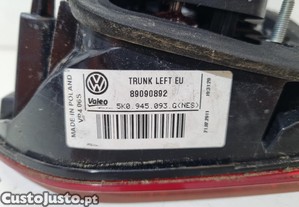 TRUNK LEFT EU
89090892
Valeo
5K0.945.093.G(NES)
MADE IN POLAND
CustoJusto.pt